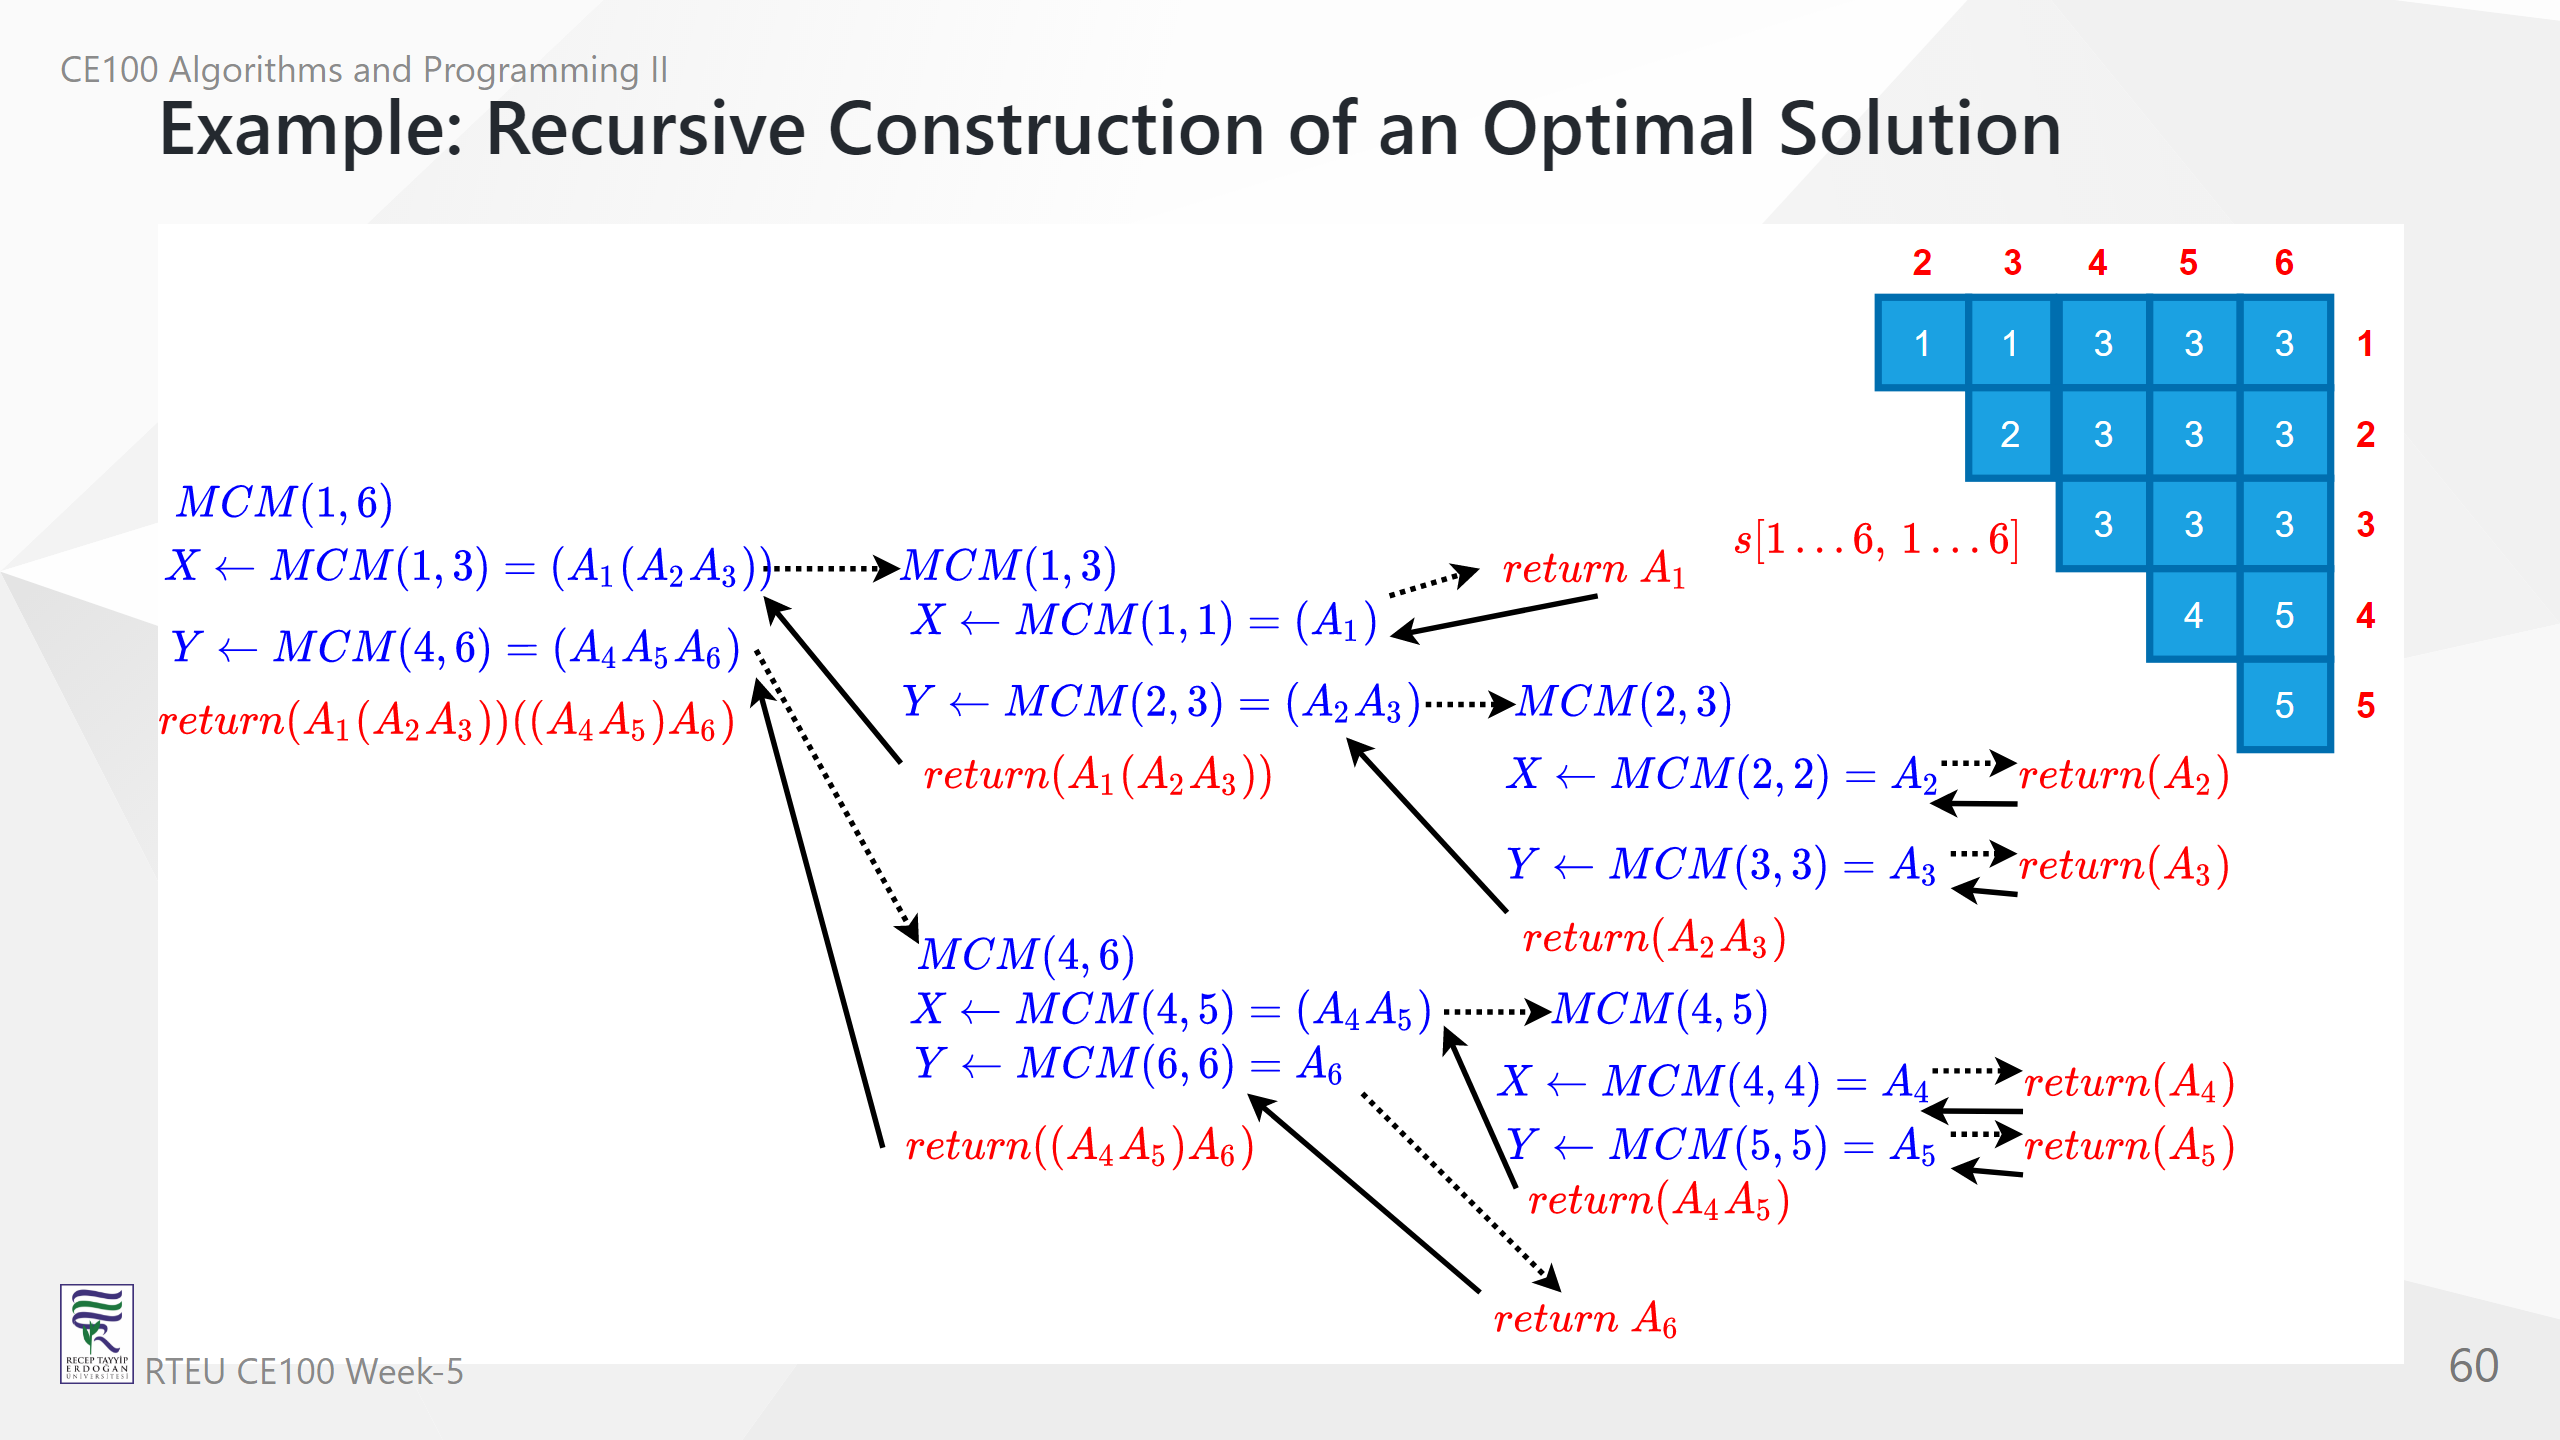 CE100 Algorithms and Programming II
Example: Recursive Construction of an Optimal Solution
2 3 4 5 6
1 1 3 3 3 1
2 3 3 3 2
3 3 3 3
4 5 4
5 5
s[1...6, 1...6]
MCM(1,6)
X ← MCM(1,3) = (A₁(A₂A₃))
Y ← MCM(4,6) = (A₄A₅A₆)
return(A₁(A₂A₃))((A₄A₅)A₆)
MCM(1,3)
X ← MCM(1,1) = (A₁)
return A₁
Y ← MCM(2,3) = (A₂A₃)
return(A₁(A₂A₃))
MCM(2,3)
X ← MCM(2,2) = A₂
return(A₂)
Y ← MCM(3,3) = A₃
return(A₃)
return(A₂A₃)
MCM(4,6)
X ← MCM(4,5) = (A₄A₅)
Y ← MCM(6,6) = A₆
return((A₄A₅)A₆)
MCM(4,5)
X ← MCM(4,4) = A₄
return(A₄)
Y ← MCM(5,5) = A₅
return(A₅)
return(A₄A₅)
return A₆
RECEP TAYYİP
ERDOĞAN
ÜNİVERSİTESİ
RTEU CE100 Week-5
60